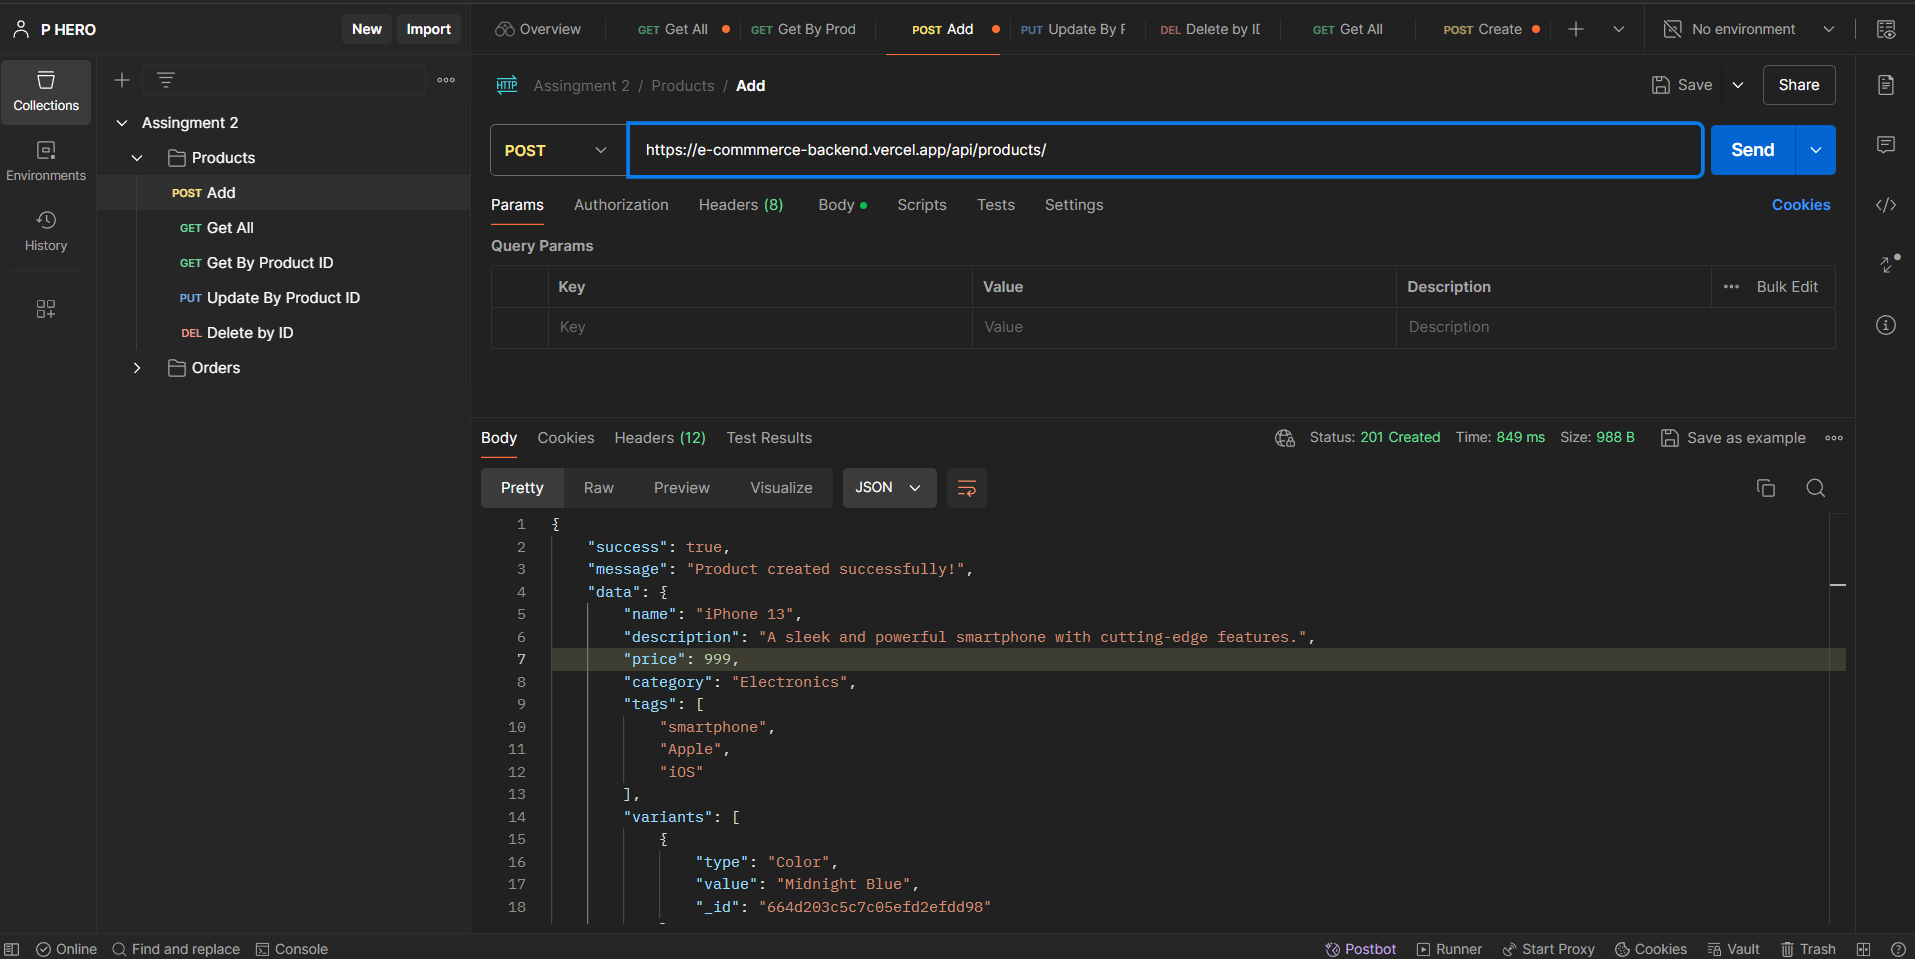 P HERO
New
Import
Overview
GET Get All
GET Get By Prod
POST Add
PUT Update By P
DEL Delete by ID
GET Get All
POST Create
No environment
Collections
Environments
History
Assingment 2
Products
POST Add
GET Get All
GET Get By Product ID
PUT Update By Product ID
DEL Delete by ID
Orders
HTTP Assingment 2 / Products / Add
Save
Share
POST
https://e-commmerce-backend.vercel.app/api/products/
Send
Params
Authorization
Headers (8)
Body
Scripts
Tests
Settings
Cookies
Query Params
Key Value Description Bulk Edit
Key Value Description
Body Cookies Headers (12) Test Results
Status: 201 Created Time: 849 ms Size: 988 B Save as example
Pretty Raw Preview Visualize JSON
1 {
2 "success": true,
3 "message": "Product created successfully!",
4 "data": {
5 "name": "iPhone 13",
6 "description": "A sleek and powerful smartphone with cutting-edge features.",
7 "price": 999,
8 "category": "Electronics",
9 "tags": [
10 "smartphone",
11 "Apple",
12 "iOS"
13 ],
14 "variants": [
15 {
16 "type": "Color",
17 "value": "Midnight Blue",
18 "_id": "664d203c5c7c05efd2efdd98"
Online Find and replace Console
Postbot Runner Start Proxy Cookies Vault Trash